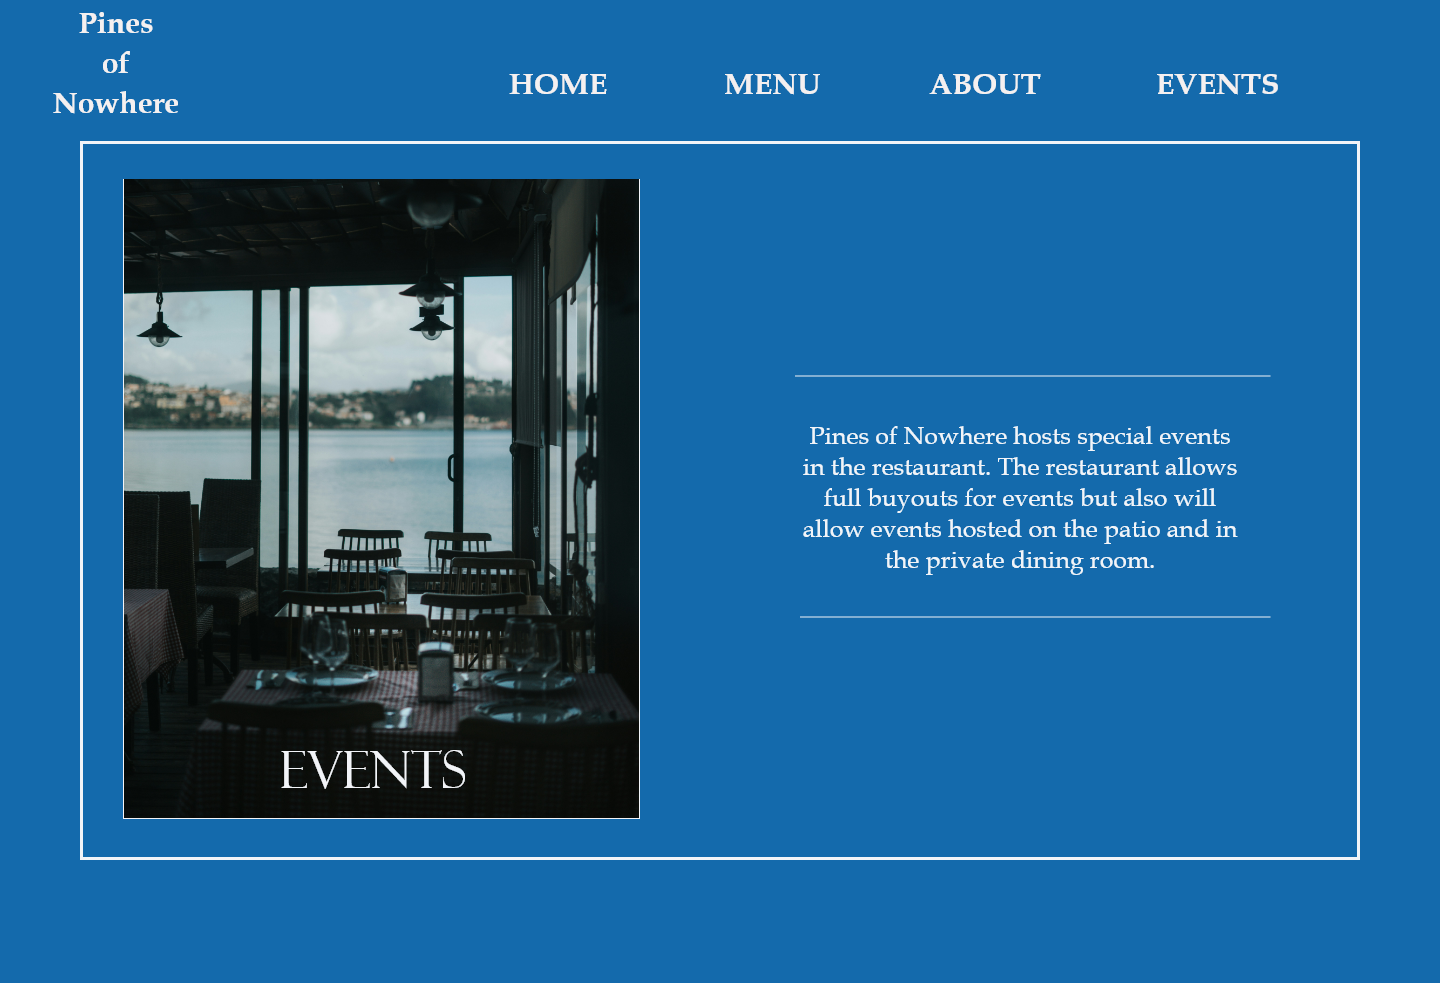 Pines
of
Nowhere
HOME MENU ABOUT EVENTS
Pines of Nowhere hosts special events
in the restaurant. The restaurant allows
full buyouts for events but also will
allow events hosted on the patio and in
the private dining room.
EVENTS